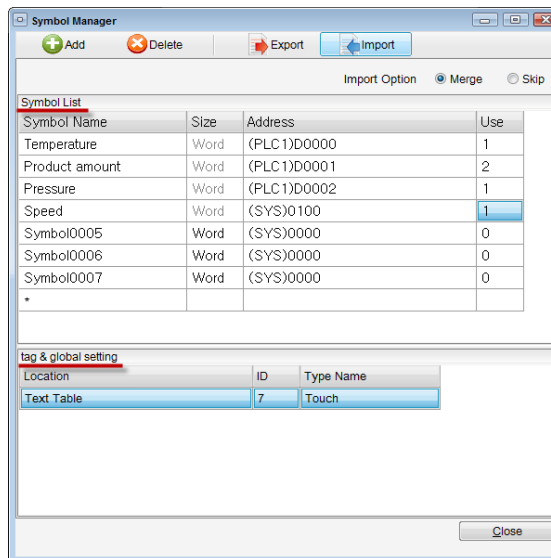 Symbol Manager
Add Delete Export Import
Import Option Merge Skip
Symbol List
Symbol Name Size Address Use
Temperature Word (PLC1)D0000 1
Product amount Word (PLC1)D0001 2
Pressure Word (PLC1)D0002 1
Speed Word (SYS)0100 1
Symbol0005 Word (SYS)0000 0
Symbol0006 Word (SYS)0000 0
Symbol0007 Word (SYS)0000 0
*
tag & global setting
Location ID Type Name
Text Table 7 Touch
Close